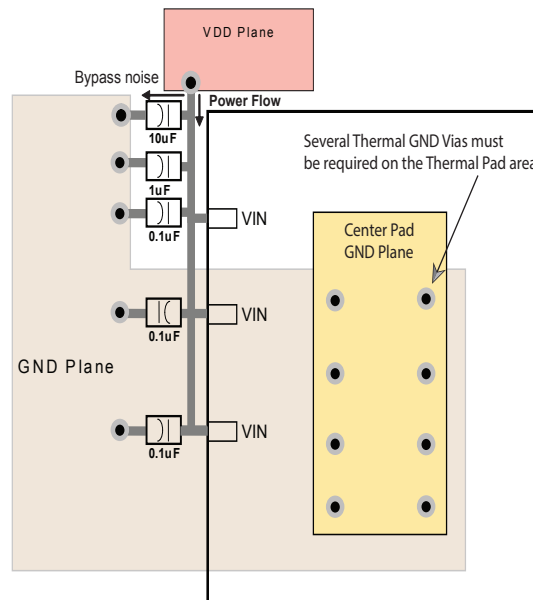 VDD Plane
Bypass noise
Power Flow
10uF
Several Thermal GND Vias must
be required on the Thermal Pad area
1uF
0.1uF
VIN
Center Pad
GND Plane
VIN
0.1uF
GND Plane
VIN
0.1uF